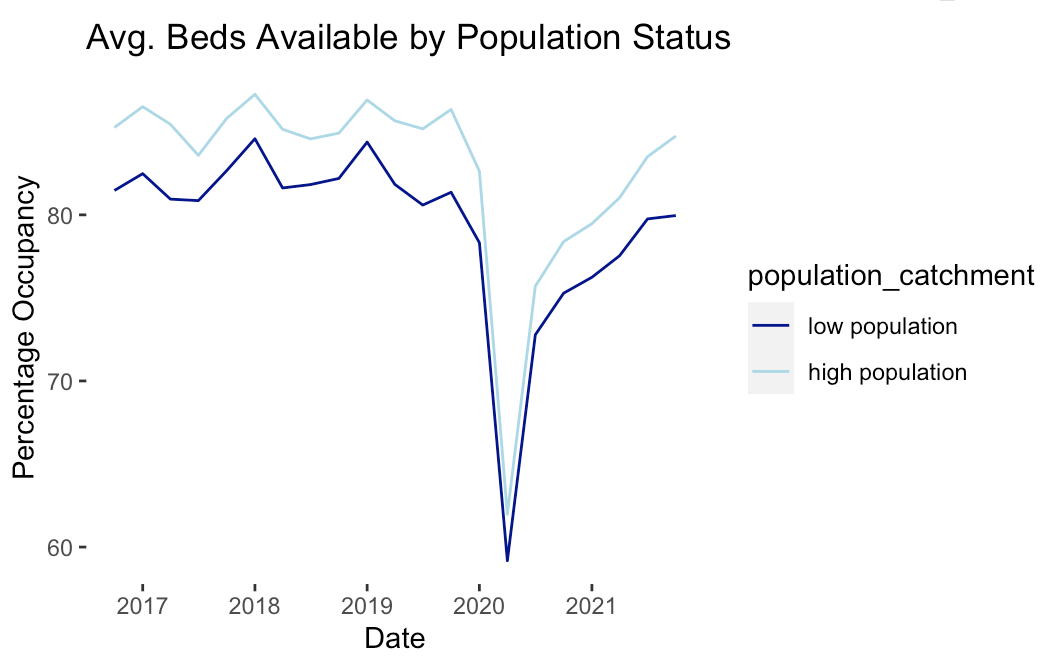 Avg. Beds Available by Population Status
Percentage Occupancy
80
70
60
2017 2018 2019 2020 2021
Date
population_catchment
low population
high population